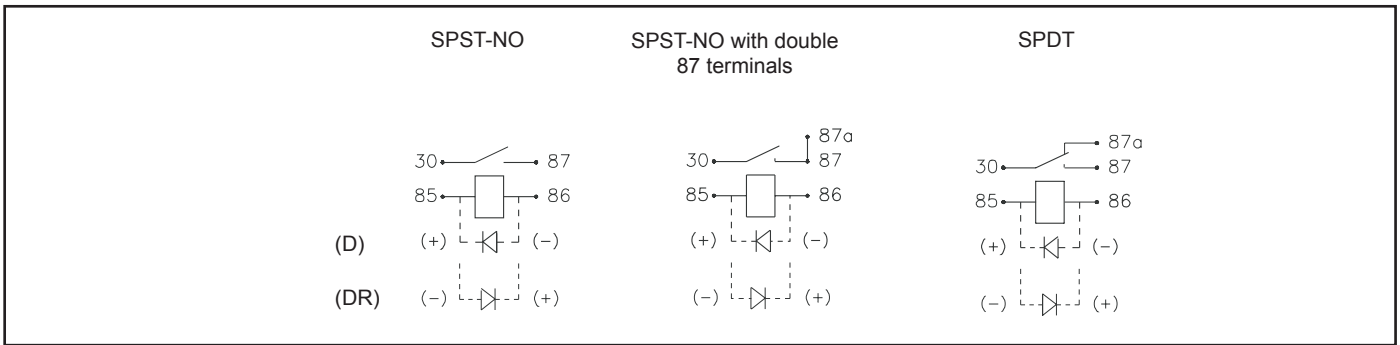 SPST-NO
SPST-NO with double
87 terminals
SPDT
30 87
85 86
87a
30 87
85 86
87a
30 87
85 86
(D) (+) (-) (+) (-) (+) (-)
(DR) (-) (+) (-) (+) (-) (+)